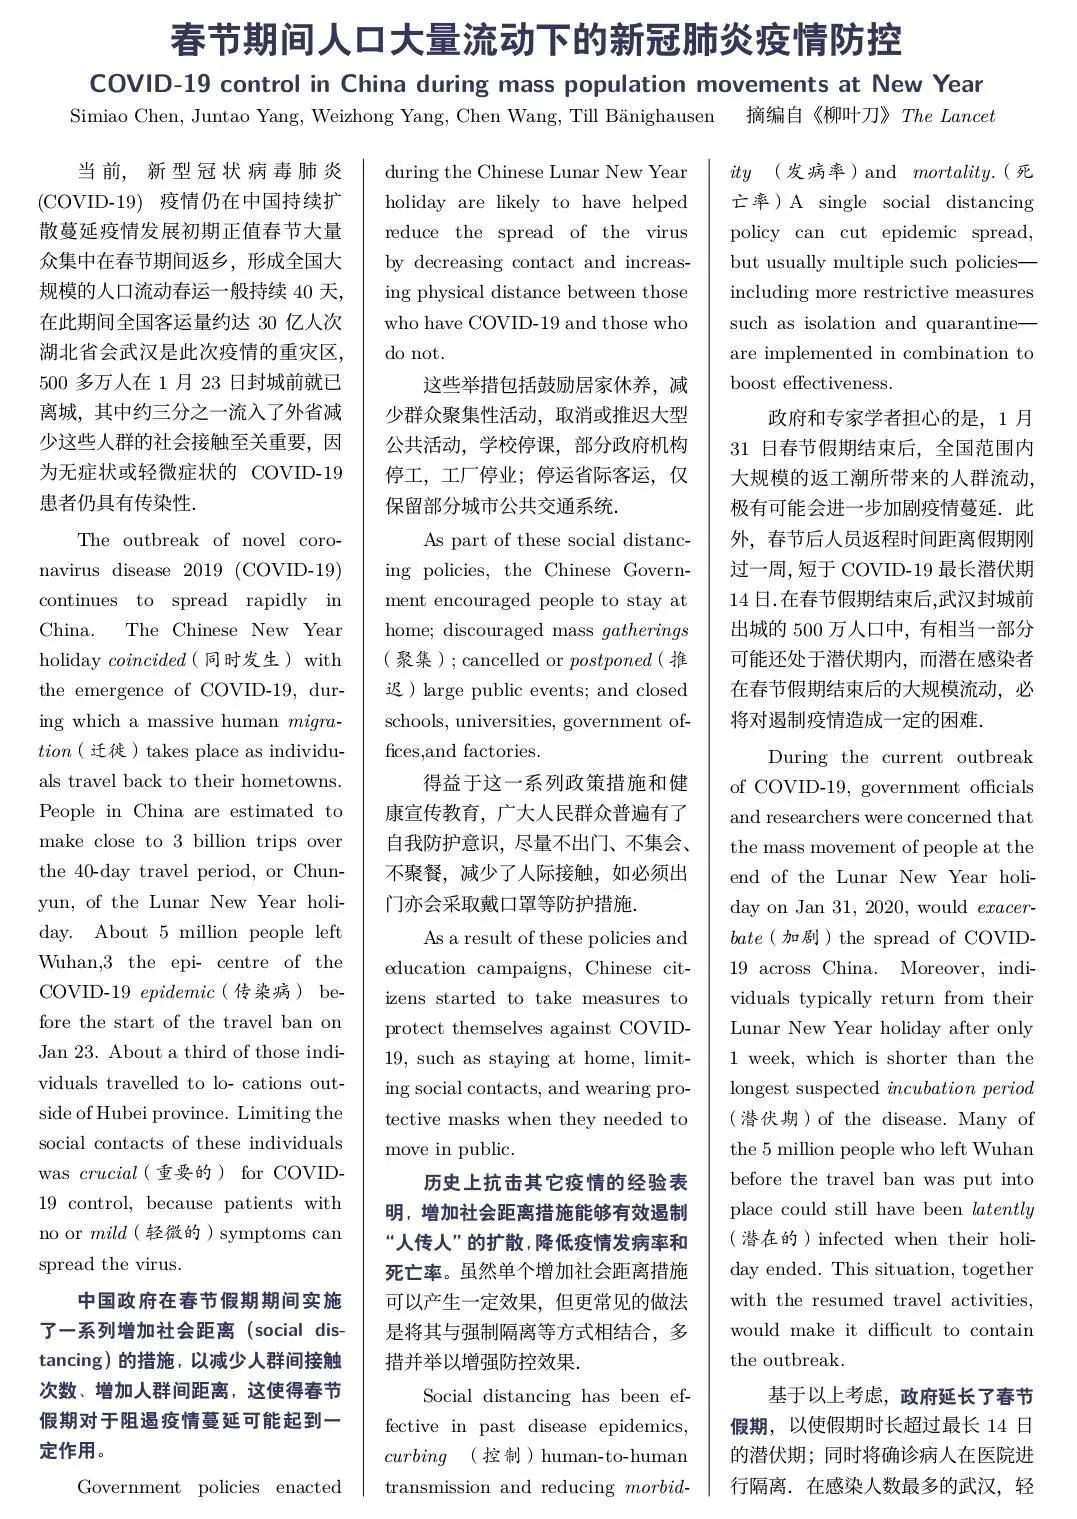 春节期间人口大量流动下的新冠肺炎疫情防控
COVID-19 control in China during mass population movements at New Year
Simiao Chen, Juntao Yang, Weizhong Yang, Chen Wang, Till Bänighausen 摘编自《柳叶刀》The Lancet
当前，新型冠状病毒肺炎
(COVID-19) 疫情仍在中国持续扩
散蔓延疫情发展初期正值春节大量
众集中在春节期间返乡，形成全国大
规模的人口流动春运一般持续 40 天,
在此期间全国客运量约达 30 亿人次
湖北省会武汉是此次疫情的重灾区,
500 多万人在 1 月 23 日封城前就已
离城，其中约三分之一流入了外省减
少这些人群的社会接触至关重要，因
为无症状或轻微症状的 COVID-19
患者仍具有传染性.
The outbreak of novel coro-
navirus disease 2019 (COVID-19)
continues to spread rapidly in
China. The Chinese New Year
holiday coincided（同时发生）with
the emergence of COVID-19, dur-
ing which a massive human migra-
tion（迁徙）takes place as individu-
als travel back to their hometowns.
People in China are estimated to
make close to 3 billion trips over
the 40-day travel period, or Chun-
yun, of the Lunar New Year holi-
day. About 5 million people left
Wuhan,3 the epi- centre of the
COVID-19 epidemic（传染病） be-
fore the start of the travel ban on
Jan 23. About a third of those indi-
viduals travelled to lo- cations out-
side of Hubei province. Limiting the
social contacts of these individuals
was crucial（重要的） for COVID-
19 control, because patients with
no or mild（轻微的）symptoms can
spread the virus.
中国政府在春节假期期间实施
了一系列增加社会距离（social dis-
tancing）的措施，以减少人群间接触
次数、增加人群间距离，这使得春节
假期对于阻遏疫情蔓延可能起到一
定作用。
Government policies enacted
during the Chinese Lunar New Year
holiday are likely to have helped
reduce the spread of the virus
by decreasing contact and increas-
ing physical distance between those
who have COVID-19 and those who
do not.
这些举措包括鼓励居家休养，减
少群众聚集性活动，取消或推迟大型
公共活动，学校停课，部分政府机构
停工，工厂停业；停运省际客运，仅
保留部分城市公共交通系统.
As part of these social distanc-
ing policies, the Chinese Govern-
ment encouraged people to stay at
home; discouraged mass gatherings
（聚集）; cancelled or postponed（推
迟）large public events; and closed
schools, universities, government of-
fices,and factories.
得益于这一系列政策措施和健
康宣传教育，广大人民群众普遍有了
自我防护意识，尽量不出门、不集会、
不聚餐，减少了人际接触，如必须出
门亦会采取戴口罩等防护措施.
As a result of these policies and
education campaigns, Chinese cit-
izens started to take measures to
protect themselves against COVID-
19, such as staying at home, limit-
ing social contacts, and wearing pro-
tective masks when they needed to
move in public.
历史上抗击其它疫情的经验表
明，增加社会距离措施能够有效遏制
“人传人”的扩散，降低疫情发病率和
死亡率。虽然单个增加社会距离措施
可以产生一定效果，但更常见的做法
是将其与强制隔离等方式相结合，多
措并举以增强防控效果.
Social distancing has been ef-
fective in past disease epidemics,
curbing （控制）human-to-human
transmission and reducing morbid-
ity （发病率）and mortality.（死
亡率）A single social distancing
policy can cut epidemic spread,
but usually multiple such policies—
including more restrictive measures
such as isolation and quarantine—
are implemented in combination to
boost effectiveness.
政府和专家学者担心的是，1 月
31 日春节假期结束后，全国范围内
大规模的返工潮所带来的人群流动,
极有可能会进一步加剧疫情蔓延. 此
外，春节后人员返程时间距离假期刚
过一周, 短于 COVID-19 最长潜伏期
14 日. 在春节假期结束后,武汉封城前
出城的 500 万人口中，有相当一部分
可能还处于潜伏期内，而潜在感染者
在春节假期结束后的大规模流动，必
将对遏制疫情造成一定的困难.
During the current outbreak
of COVID-19, government officials
and researchers were concerned that
the mass movement of people at the
end of the Lunar New Year holi-
day on Jan 31, 2020, would exacer-
bate（加剧）the spread of COVID-
19 across China. Moreover, indi-
viduals typically return from their
Lunar New Year holiday after only
1 week, which is shorter than the
longest suspected incubation period
（潜伏期）of the disease. Many of
the 5 million people who left Wuhan
before the travel ban was put into
place could still have been latently
（潜在的）infected when their holi-
day ended. This situation, together
with the resumed travel activities,
would make it difficult to contain
the outbreak.
基于以上考虑，政府延长了春节
假期，以使假期时长超过最长 14 日
的潜伏期；同时将确诊病人在医院进
行隔离. 在感染人数最多的武汉，轻